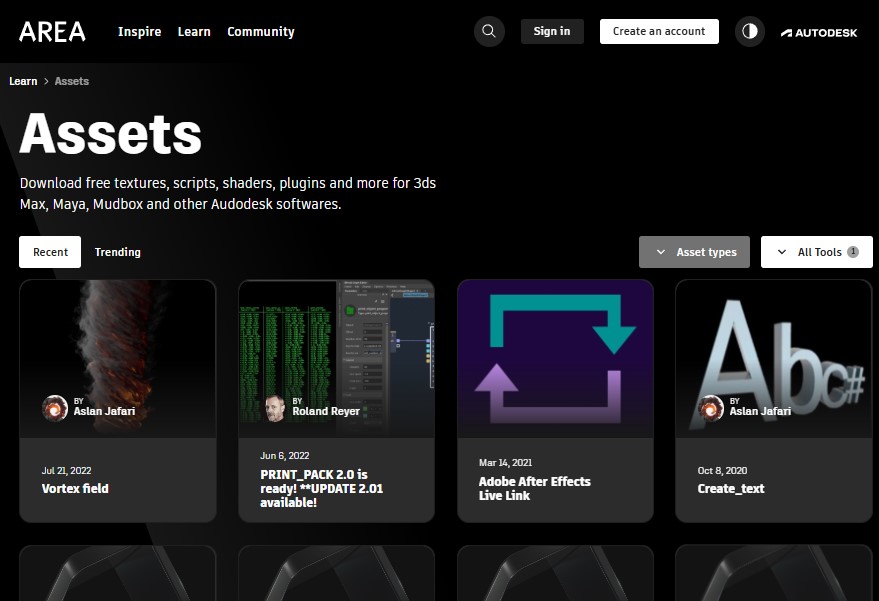 AREA Inspire Learn Community Sign in Create an account AUTODESK
Learn > Assets
Assets
Download free textures, scripts, shaders, plugins and more for 3ds
Max, Maya, Mudbox and other Audodesk softwares.
Recent Trending Asset types All Tools 1
BY
Aslan Jafari
Jul 21, 2022
Vortex field
BY
Roland Reyer
Jun 6, 2022
PRINT_PACK 2.0 is
ready! **UPDATE 2.01
available!
Mar 14, 2021
Adobe After Effects
Live Link
Abc#
BY
Aslan Jafari
Oct 8, 2020
Create_text